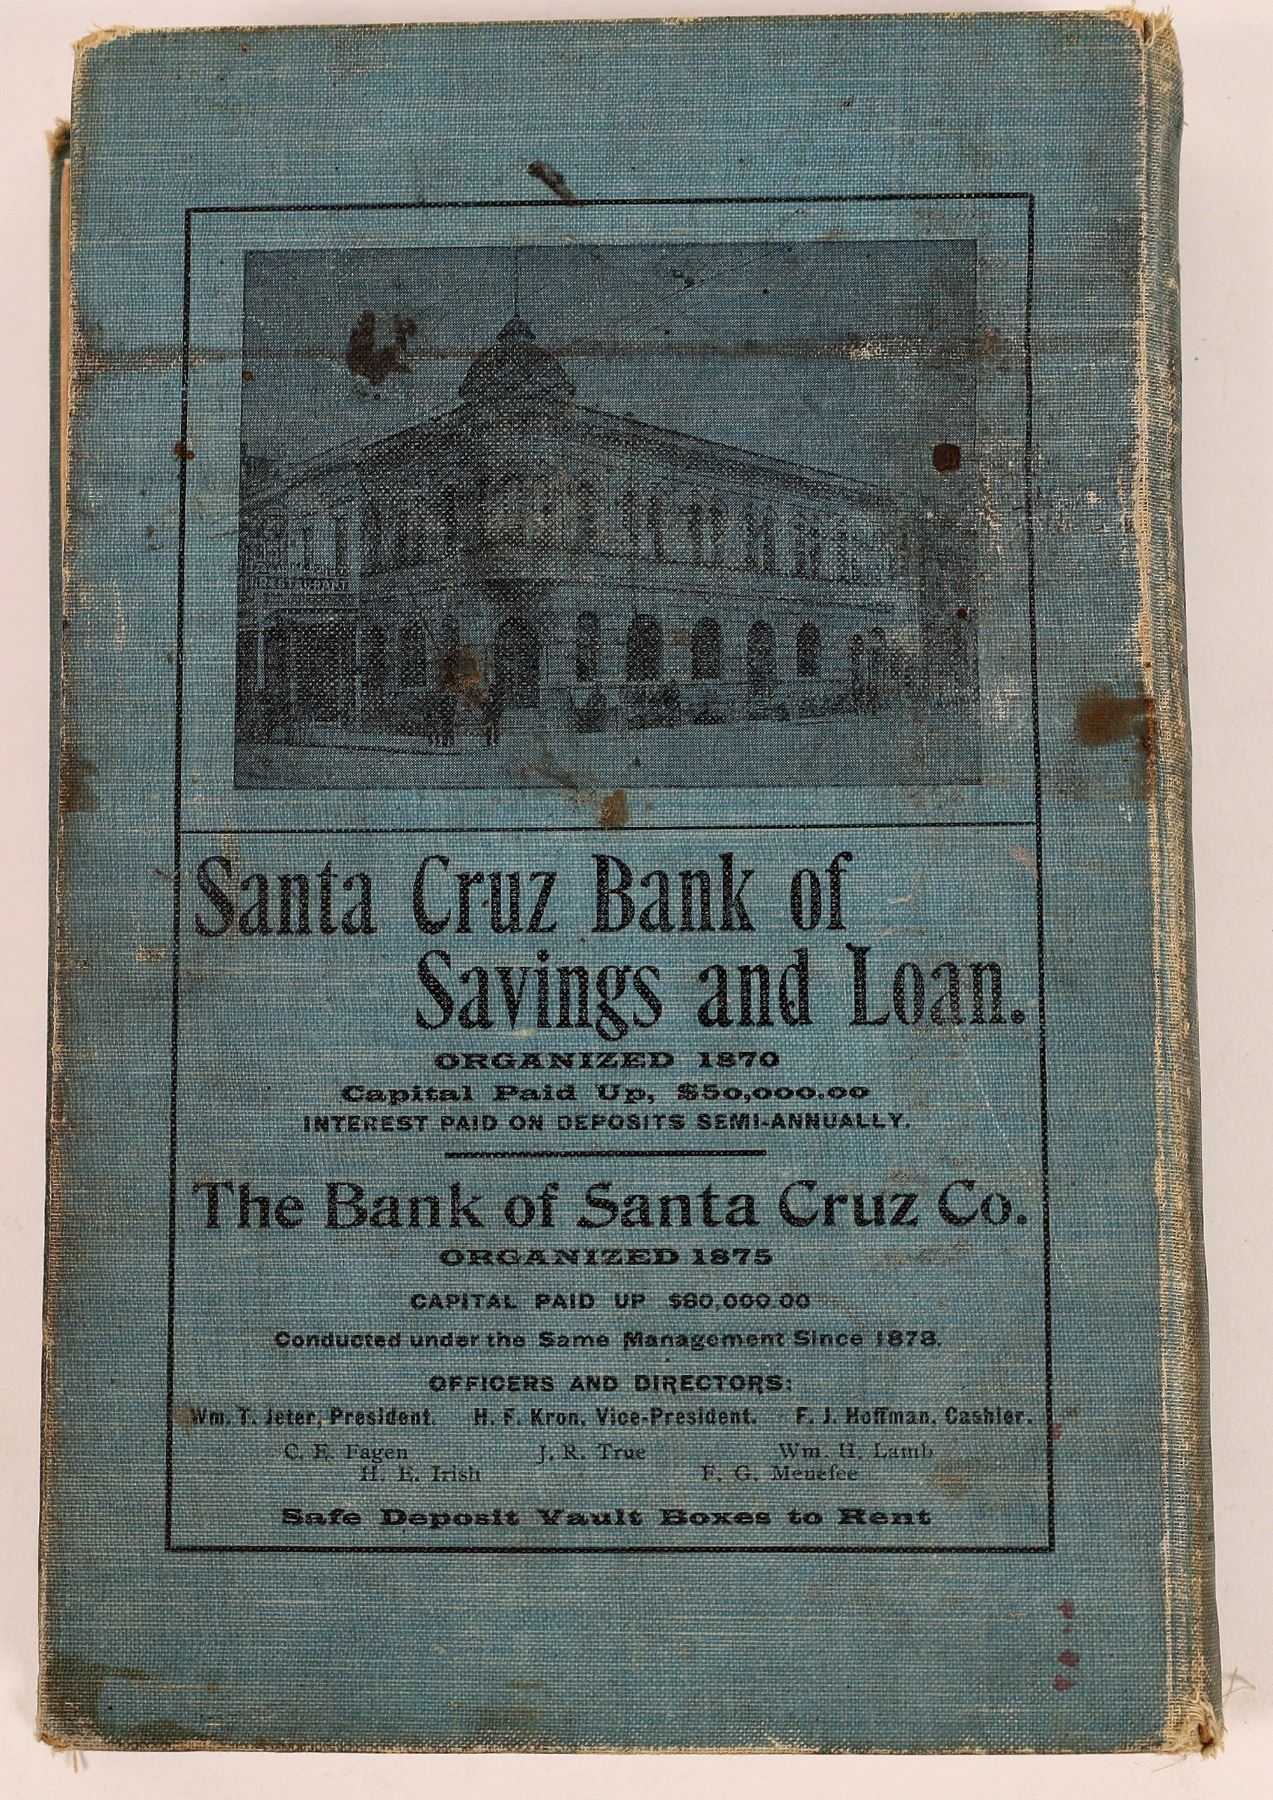 RESTAURANT
Santa Cruz Bank of
Savings and Loan.
ORGANIZED 1870
Capital Paid Up, $50,000.00
INTEREST PAID ON DEPOSITS SEMI-ANNUALLY.
The Bank of Santa Cruz Co.
ORGANIZED 1875
CAPITAL PAID UP
Conducted under the Same Management Since 1878.
OFFICERS AND DIRECTORS:
Wm. T. Jeter, President. H. F. Kron, Vice-President. F. J. Hoffman, Cashier.
C. E. Fagen J. R. True Wm. H. Lamb
H. E. Irish F. G. Menefee
Safe Deposit Vault Boxes to Rent